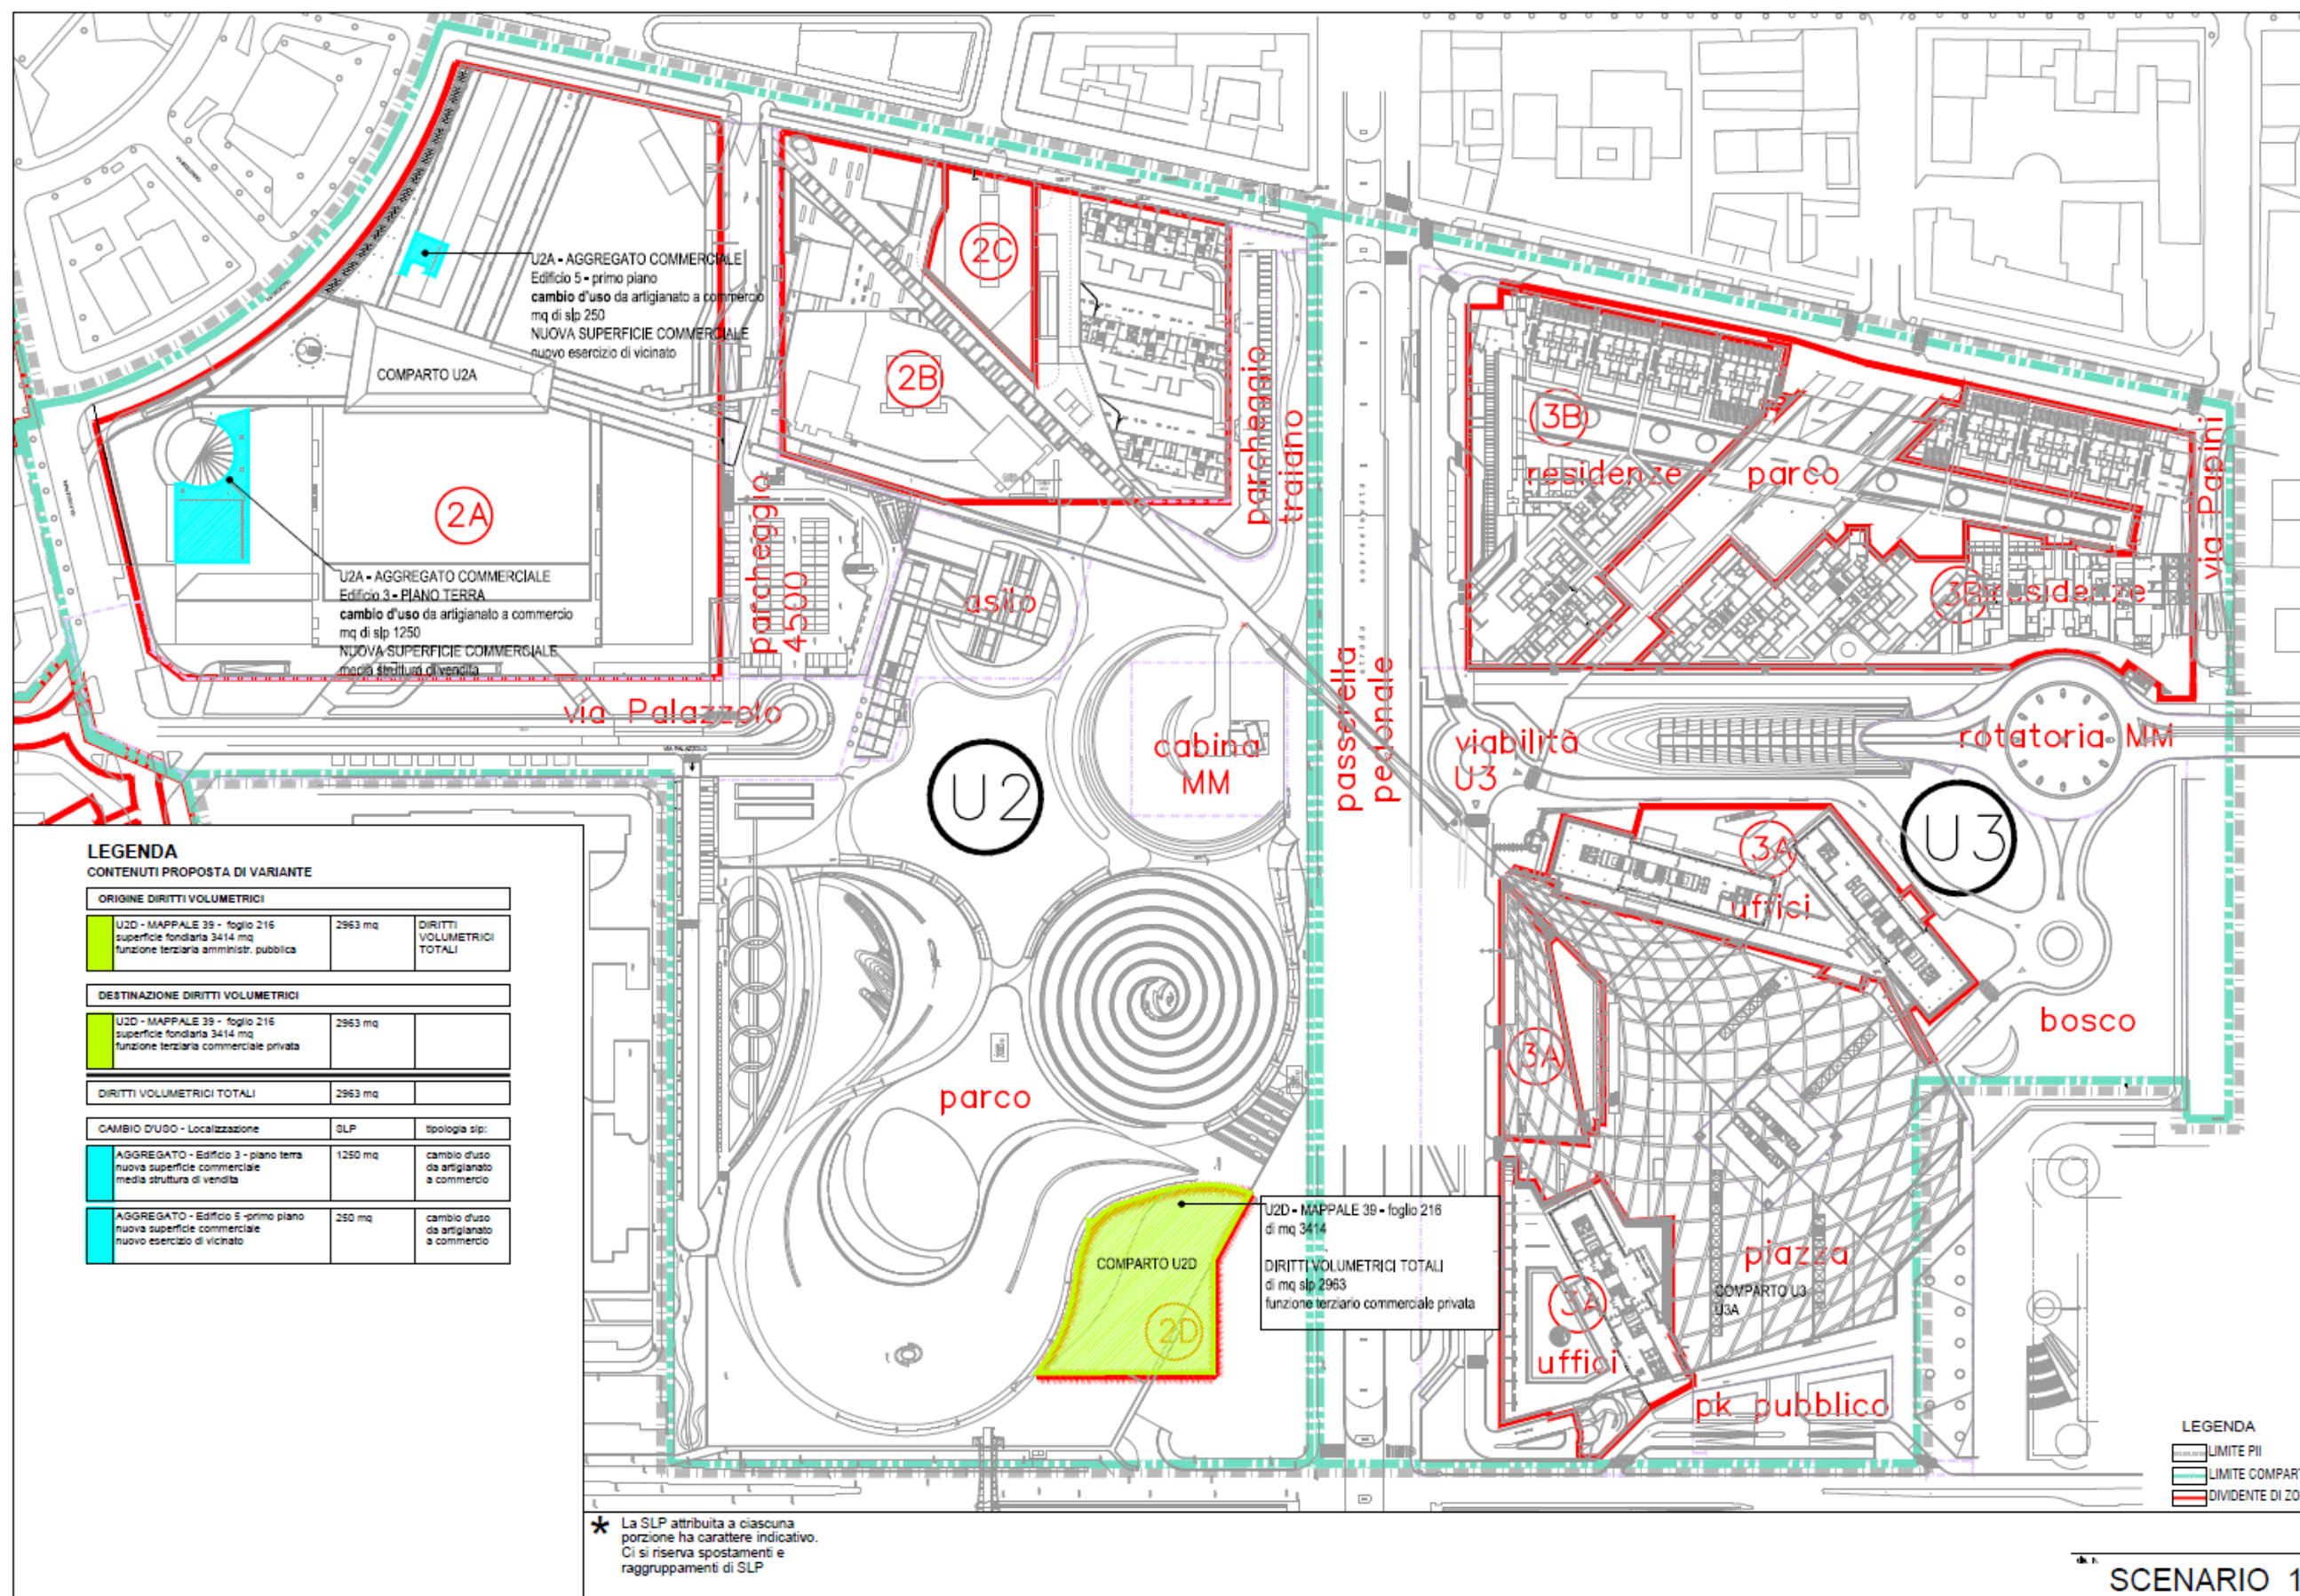 U2A - AGGREGATO COMMERCIALE
Edificio 5 - primo piano
cambio d'uso da artigianato a commercio
mq di slp 250
NUOVA SUPERFICIE COMMERCIALE
nuovo esercizio di vicinato
COMPARTO U2A
2A
2B
2C
U2A - AGGREGATO COMMERCIALE
Edificio 3 - PIANO TERRA
cambio d'uso da artigianato a commercio
mq di slp 1250
NUOVA SUPERFICIE COMMERCIALE
media struttura di vendita
parcheggio
4500
parcheggio
traiano
asilo
via Palazzolo
VIA PALAZZOLO
cabina
MM
U2
passerella
pedonale
strada sopraelevata
3B
residenze
parco
3B
residenze
via Papini
viabilità
U3
rotatoria MM
U3
3A
uffici
3A
bosco
parco
COMPARTO U2D
2D
U2D - MAPPALE 39 - foglio 216
di mq 3414
DIRITTI VOLUMETRICI TOTALI
di mq slp 2963
funzione terziario commerciale privata
piazza
COMPARTO U3
U3A
3A
uffici
pk pubblico
LEGENDA
CONTENUTI PROPOSTA DI VARIANTE
ORIGINE DIRITTI VOLUMETRICI
U2D - MAPPALE 39 - foglio 216 2963 mq DIRITTI
superficie fondiaria 3414 mq VOLUMETRICI
funzione terziaria amministr. pubblica TOTALI
DESTINAZIONE DIRITTI VOLUMETRICI
U2D - MAPPALE 39 - foglio 216 2963 mq
superficie fondiaria 3414 mq
funzione terziaria commerciale privata
DIRITTI VOLUMETRICI TOTALI 2963 mq
CAMBIO D'USO - Localizzazione SLP tipologia slp:
AGGREGATO - Edificio 3 - piano terra 1250 mq cambio d'uso
nuova superficie commerciale da artigianato
media struttura di vendita a commercio
AGGREGATO - Edificio 5 -primo piano 250 mq cambio d'uso
nuova superficie commerciale da artigianato
nuovo esercizio di vicinato a commercio
LEGENDA
LIMITE PII
LIMITE COMPART
DIVIDENTE DI ZO
* La SLP attribuita a ciascuna
porzione ha carattere indicativo.
Ci si riserva spostamenti e
raggruppamenti di SLP
SCENARIO 1